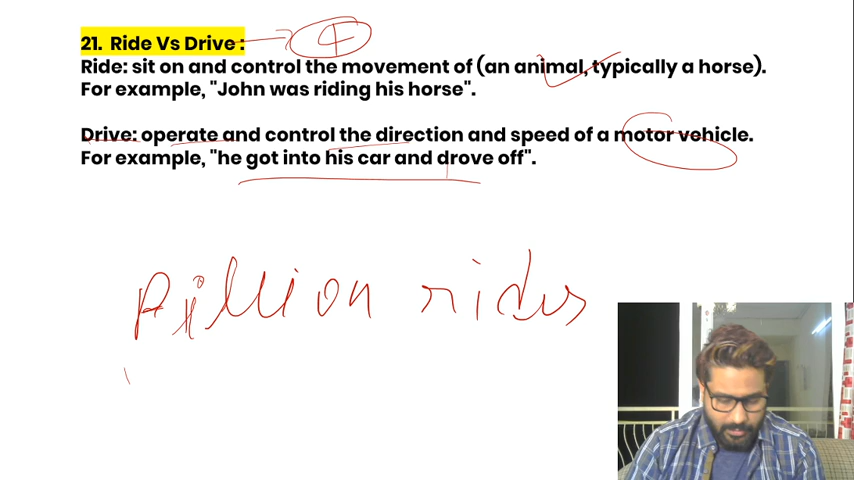 21. Ride Vs Drive :
Ride: sit on and control the movement of (an animal, typically a horse).
For example, "John was riding his horse".
Drive: operate and control the direction and speed of a motor vehicle.
For example, "he got into his car and drove off".
Pillion rider